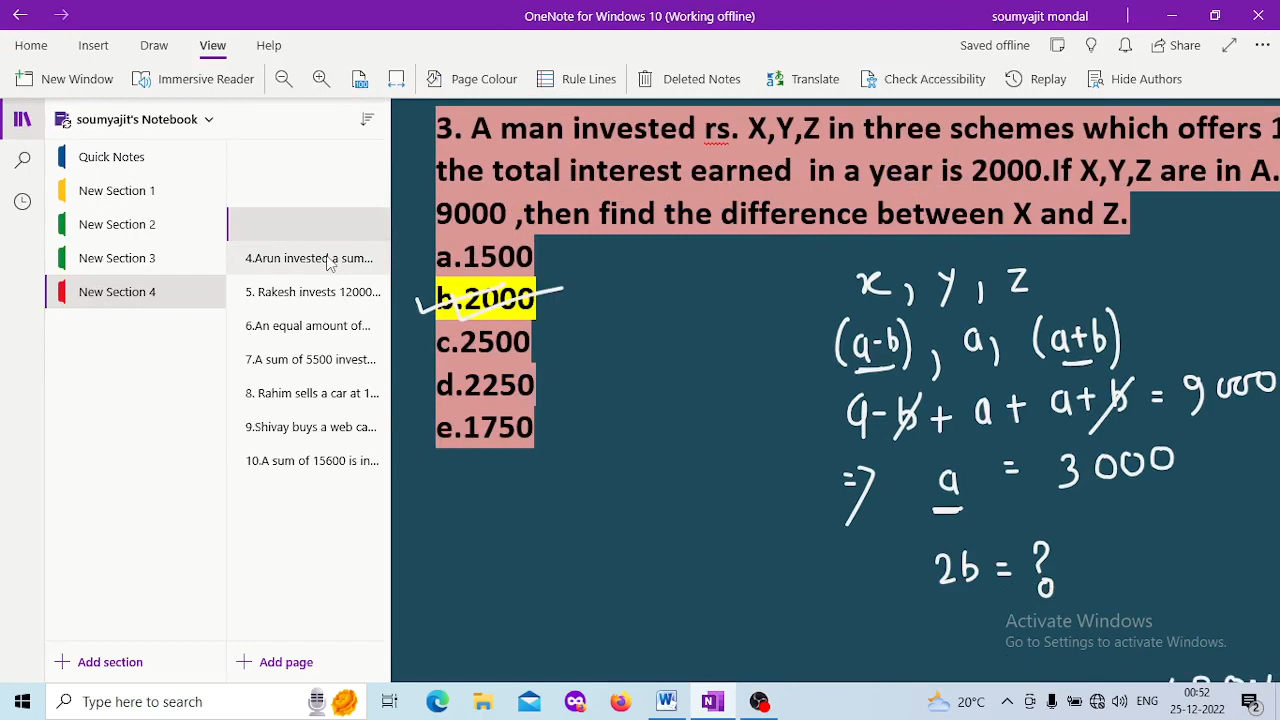 OneNote for Windows 10 (Working offline)
soumyajit mondal
Home Insert Draw View Help
Saved offline
Share
New Window
Immersive Reader
Page Colour
Rule Lines
Deleted Notes
Translate
Check Accessibility
Replay
Hide Authors
soumyajit's Notebook
Quick Notes
New Section 1
New Section 2
New Section 3
New Section 4
4.Arun invested a sum...
5. Rakesh invests 12000...
6.An equal amount of...
7.A sum of 5500 invest...
8. Rahim sells a car at 1...
9.Shivay buys a web ca...
10.A sum of 15600 is in...
Add section
Add page
3. A man invested rs. X,Y,Z in three schemes which offers 1
the total interest earned in a year is 2000.If X,Y,Z are in A.
9000 ,then find the difference between X and Z.
a.1500
b.2000
c.2500
d.2250
e.1750
x, y, z
(a-b), a, (a+b)
a-b + a + a+b = 9000
=> a = 3000
2b = ?
Activate Windows
Go to Settings to activate Windows.
Type here to search
20°C
00:52
25-12-2022
2